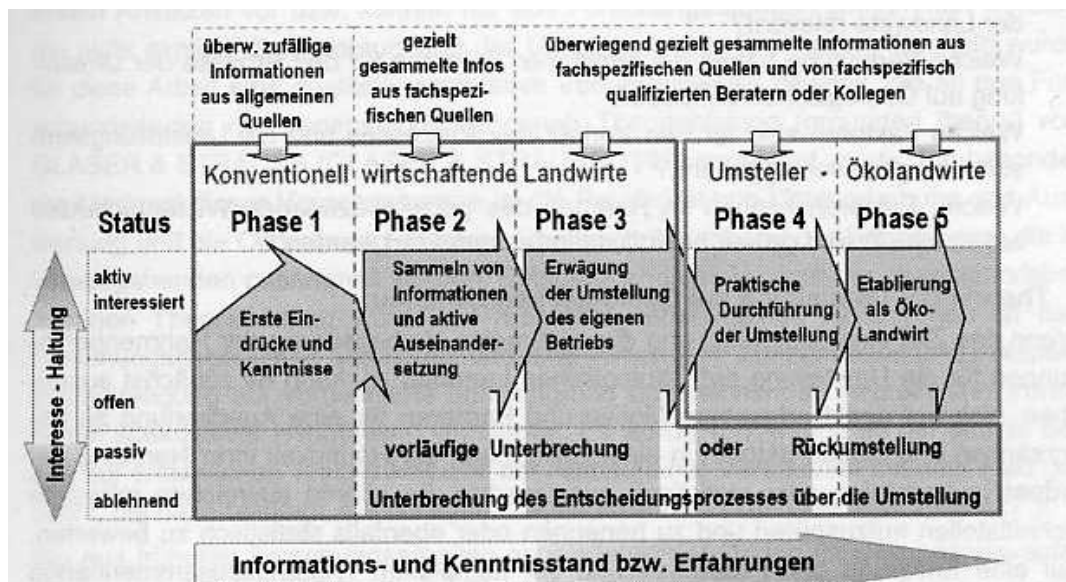 überw. zufällige
Informationen
aus allgemeinen
Quellen
gezielt
gesammelte Infos
aus fachspezi-
fischen Quellen
überwiegend gezielt gesammelte Informationen aus
fachspezifischen Quellen und von fachspezifisch
qualifizierten Beratern oder Kollegen
Konventionell wirtschaftende Landwirte
Umsteller - Ökolandwirte
Status
Phase 1
Phase 2
Phase 3
Phase 4
Phase 5
Interesse Haltung
aktiv
interessiert
offen
passiv
ablehnend
Erste Ein-
drücke und
Kenntnisse
Sammeln von
Informationen
und aktive
Auseinander-
setzung
Erwägung
der Umstellung
des eigenen
Betriebs
Praktische
Durchführung
der Umstellung
Etablierung
als Öko-
Landwirt
vorläufige Unterbrechung oder Rückumstellung
Unterbrechung des Entscheidungsprozesses über die Umstellung
Informations- und Kenntnisstand bzw. Erfahrungen